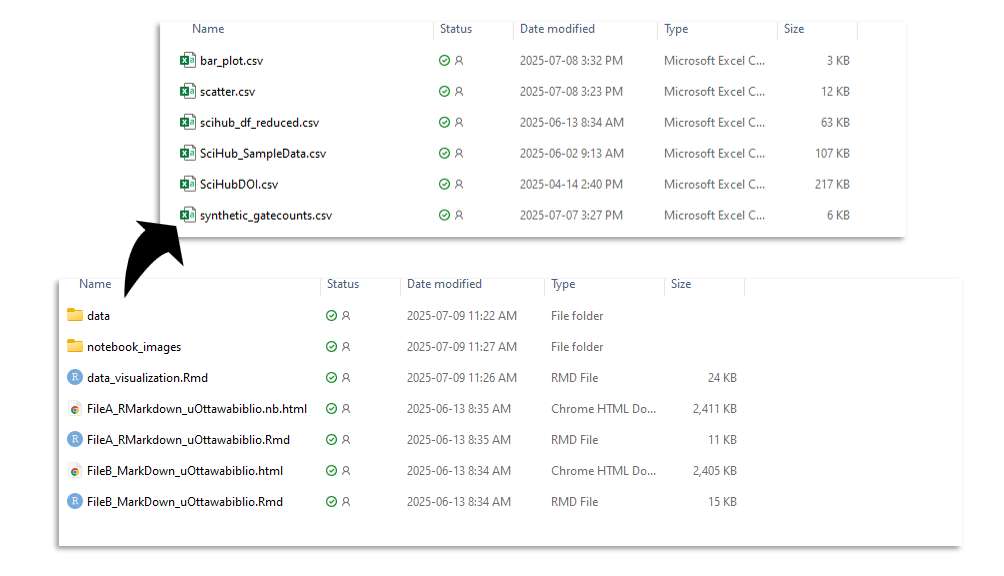 Name Status Date modified Type Size
bar_plot.csv 2025-07-08 3:32 PM Microsoft Excel C... 3 KB
scatter.csv 2025-07-08 3:23 PM Microsoft Excel C... 12 KB
scihub_df_reduced.csv 2025-06-13 8:34 AM Microsoft Excel C... 63 KB
SciHub_SampleData.csv 2025-06-02 9:13 AM Microsoft Excel C... 107 KB
SciHubDOI.csv 2025-04-14 2:40 PM Microsoft Excel C... 217 KB
synthetic_gatecounts.csv 2025-07-07 3:27 PM Microsoft Excel C... 6 KB
Name Status Date modified Type Size
data 2025-07-09 11:22 AM File folder
notebook_images 2025-07-09 11:27 AM File folder
R data_visualization.Rmd 2025-07-09 11:26 AM RMD File 24 KB
FileA_RMarkdown_uOttawabiblio.nb.html 2025-06-13 8:35 AM Chrome HTML Do... 2,411 KB
R FileA_RMarkdown_uOttawabiblio.Rmd 2025-06-13 8:35 AM RMD File 11 KB
FileB_MarkDown_uOttawabiblio.html 2025-06-13 8:34 AM Chrome HTML Do... 2,405 KB
R FileB_MarkDown_uOttawabiblio.Rmd 2025-06-13 8:34 AM RMD File 15 KB